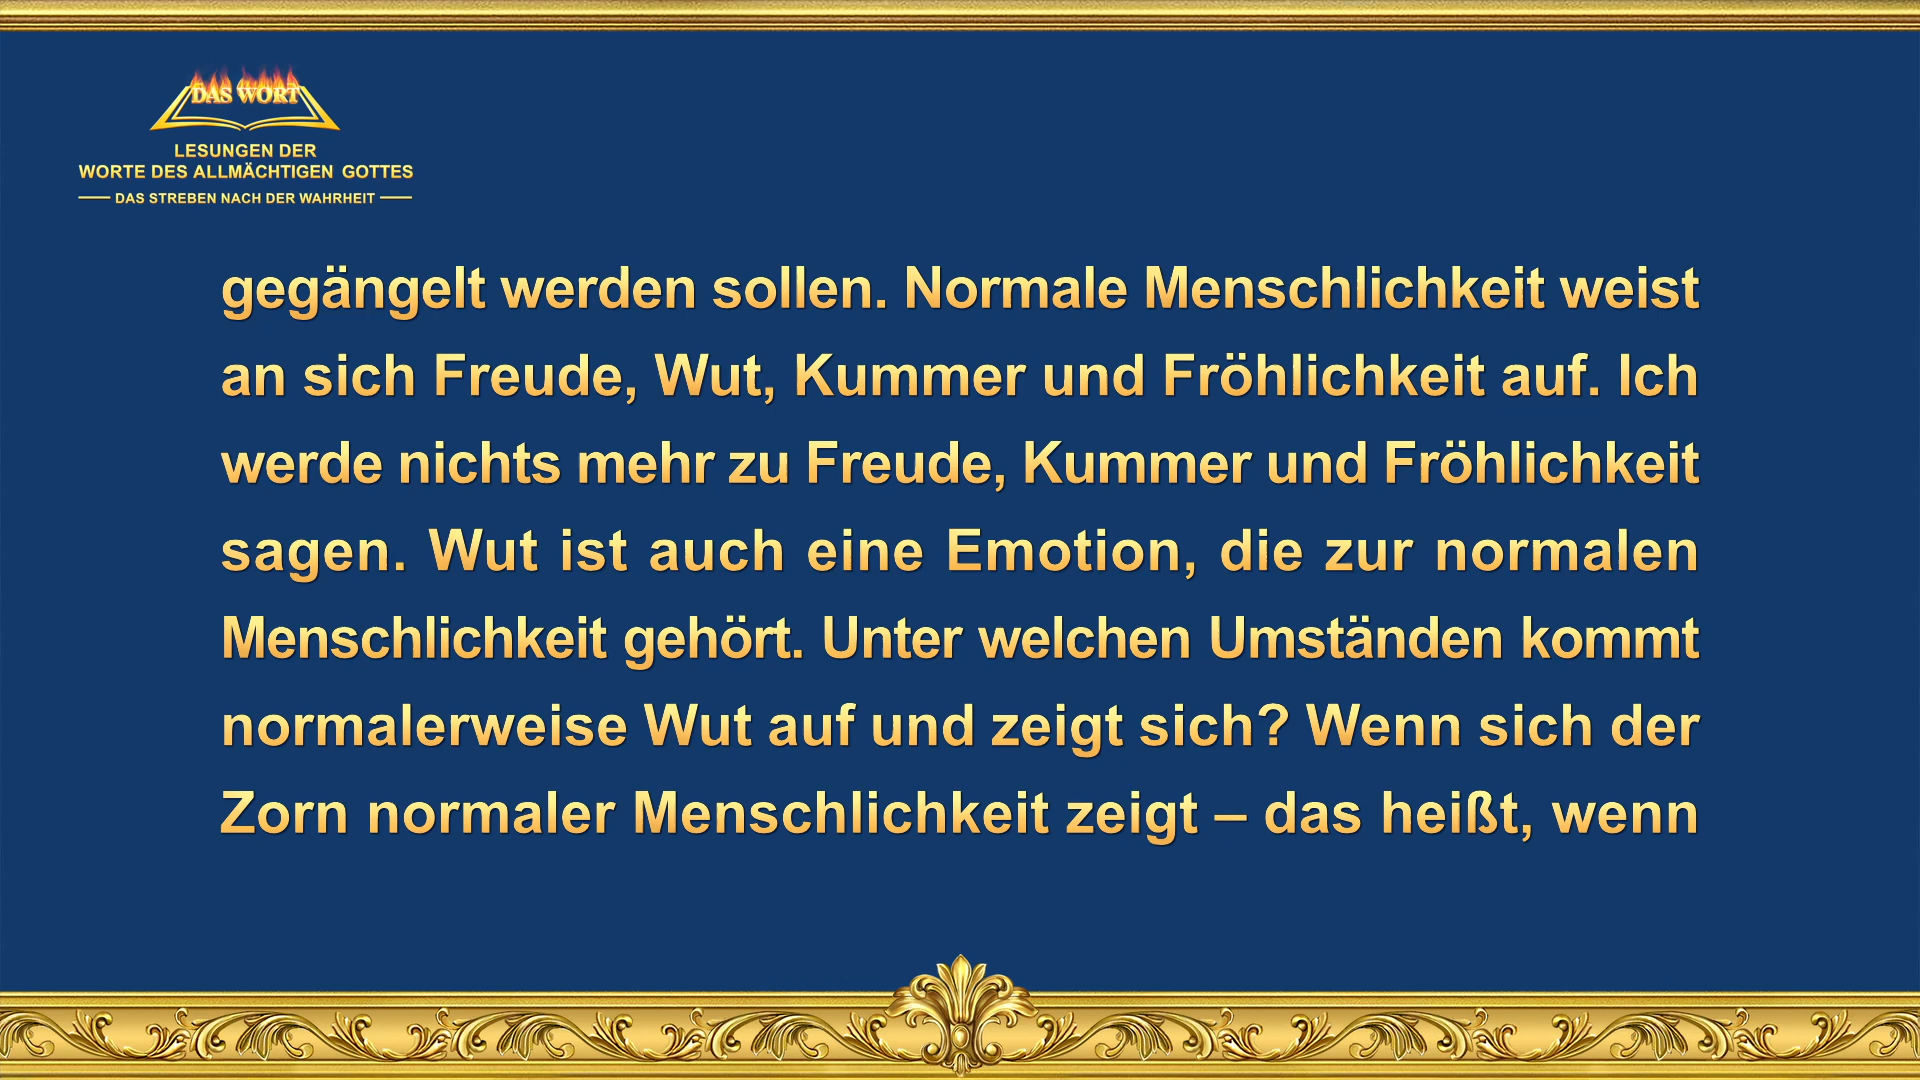 DAS WORT
LESUNGEN DER
WORTE DES ALLMÄCHTIGEN GOTTES
DAS STREBEN NACH DER WAHRHEIT
gegängelt werden sollen. Normale Menschlichkeit weist
an sich Freude, Wut, Kummer und Fröhlichkeit auf. Ich
werde nichts mehr zu Freude, Kummer und Fröhlichkeit
sagen. Wut ist auch eine Emotion, die zur normalen
Menschlichkeit gehört. Unter welchen Umständen kommt
normalerweise Wut auf und zeigt sich? Wenn sich der
Zorn normaler Menschlichkeit zeigt – das heißt, wenn